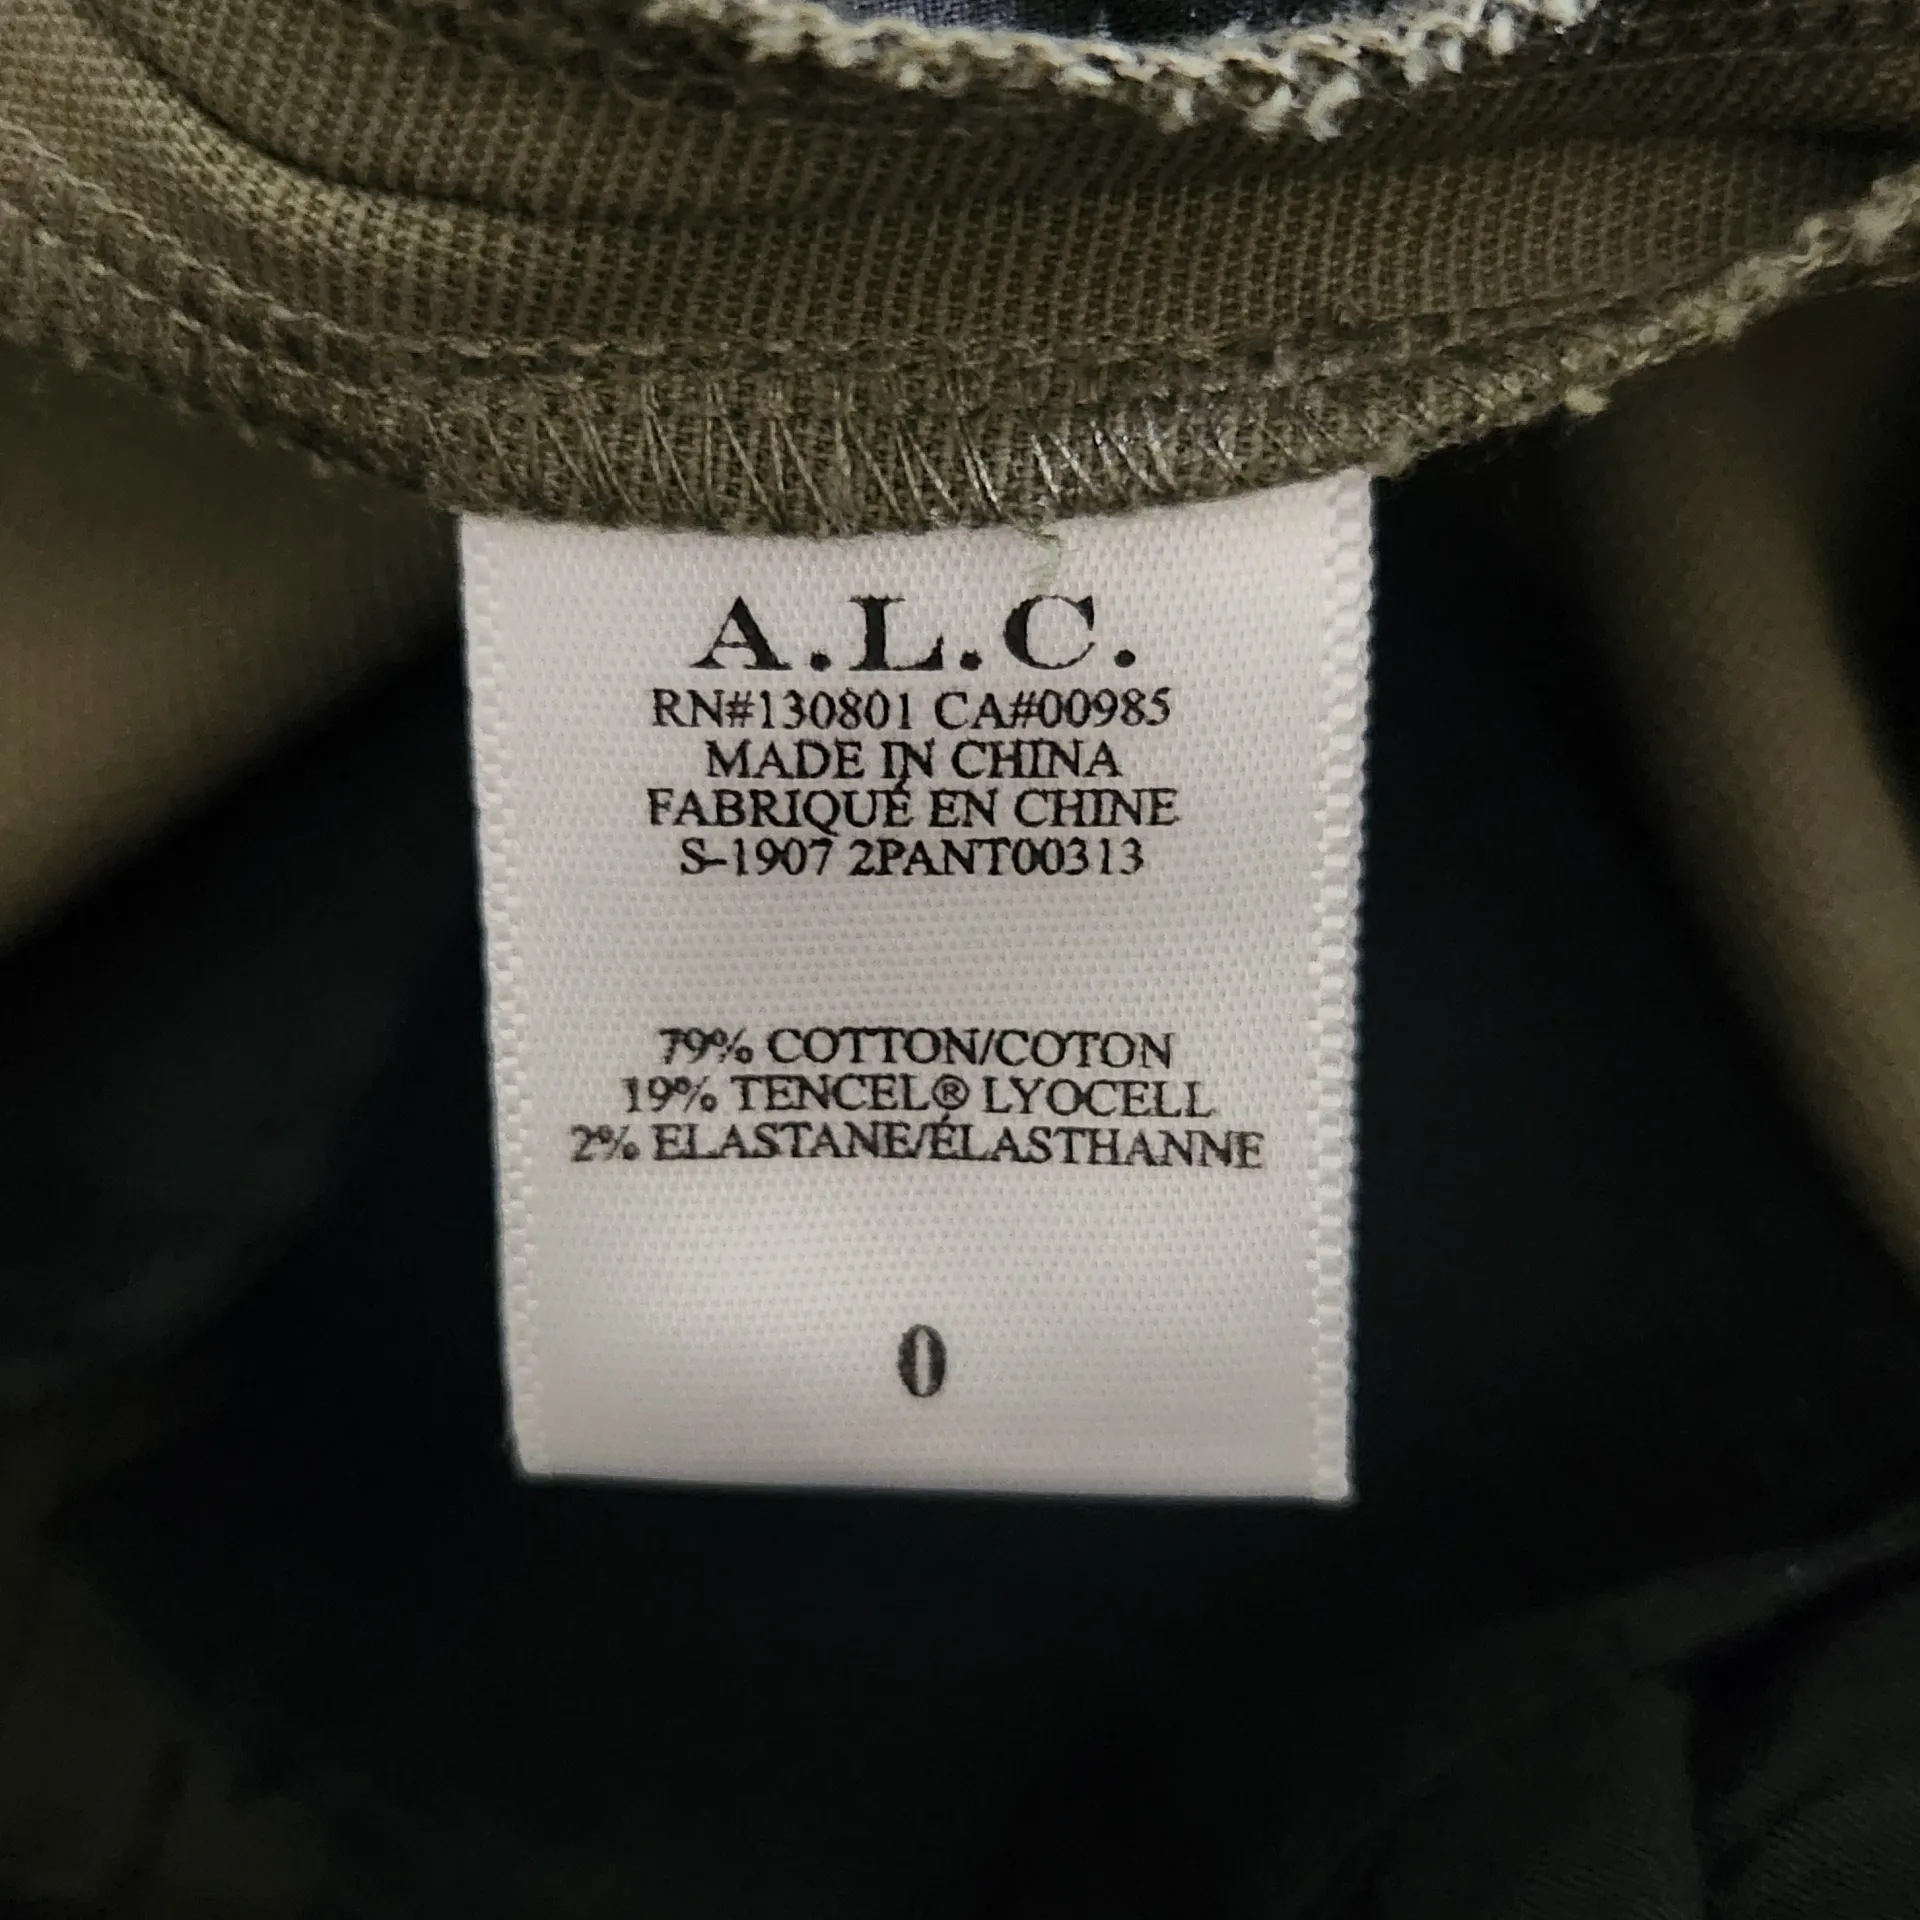 A.L.C.
RN#130801 CA#00985
MADE IN CHINA
FABRIQUÉ EN CHINE
S-1907 2PANT00313
79% COTTON/COTON
19% TENCEL® LYOCELL
2% ELASTANE/ÉLASTHANNE
0